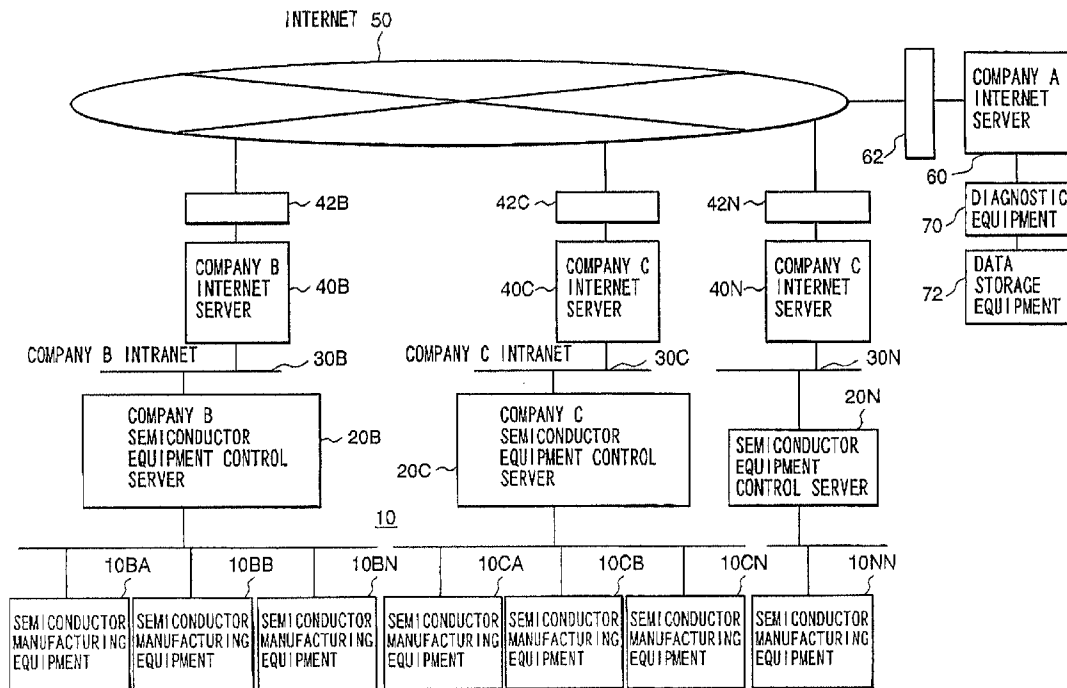 INTERNET 50
COMPANY A
INTERNET
SERVER
62
60
DIAGNOSTIC
EQUIPMENT
70
DATA
STORAGE
EQUIPMENT
72
42B
42C
42N
COMPANY B
INTERNET
SERVER
40B
COMPANY C
INTERNET
SERVER
40C
COMPANY C
INTERNET
SERVER
40N
COMPANY B INTRANET
30B
COMPANY C INTRANET
30C
30N
COMPANY B
SEMICONDUCTOR
EQUIPMENT CONTROL
SERVER
20B
COMPANY C
SEMICONDUCTOR
EQUIPMENT CONTROL
SERVER
20C
20N
SEMICONDUCTOR
EQUIPMENT
CONTROL SERVER
10
10BA
10BB
10BN
10CA
10CB
10CN
10NN
SEMICONDUCTOR
MANUFACTURING
EQUIPMENT
SEMICONDUCTOR
MANUFACTURING
EQUIPMENT
SEMICONDUCTOR
MANUFACTURING
EQUIPMENT
SEMICONDUCTOR
MANUFACTURING
EQUIPMENT
SEMICONDUCTOR
MANUFACTURING
EQUIPMENT
SEMICONDUCTOR
MANUFACTURING
EQUIPMENT
SEMICONDUCTOR
MANUFACTURING
EQUIPMENT